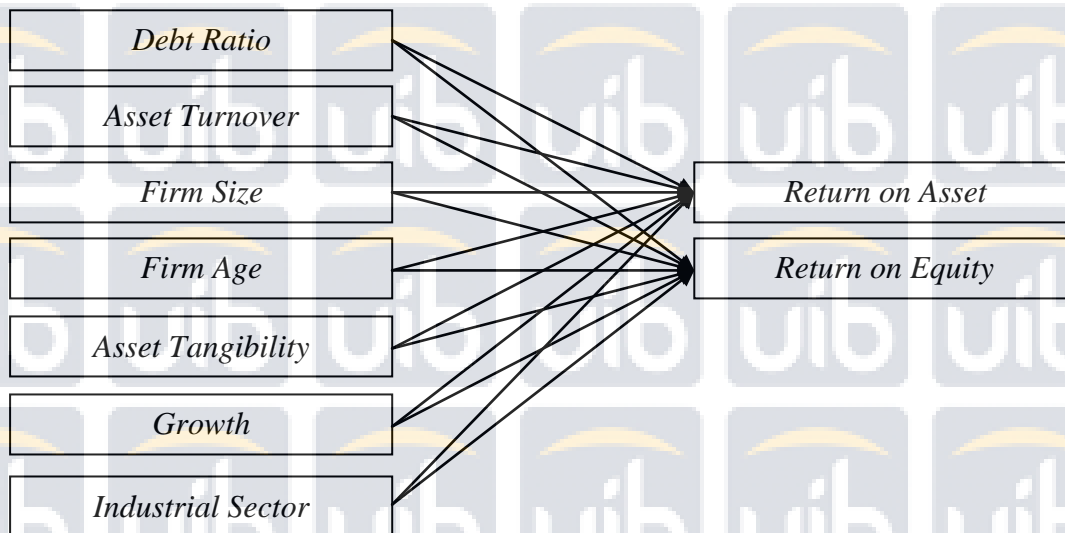 Debt Ratio
Asset Turnover
Firm Size
Return on Asset
Firm Age
Return on Equity
Asset Tangibility
Growth
Industrial Sector
uib